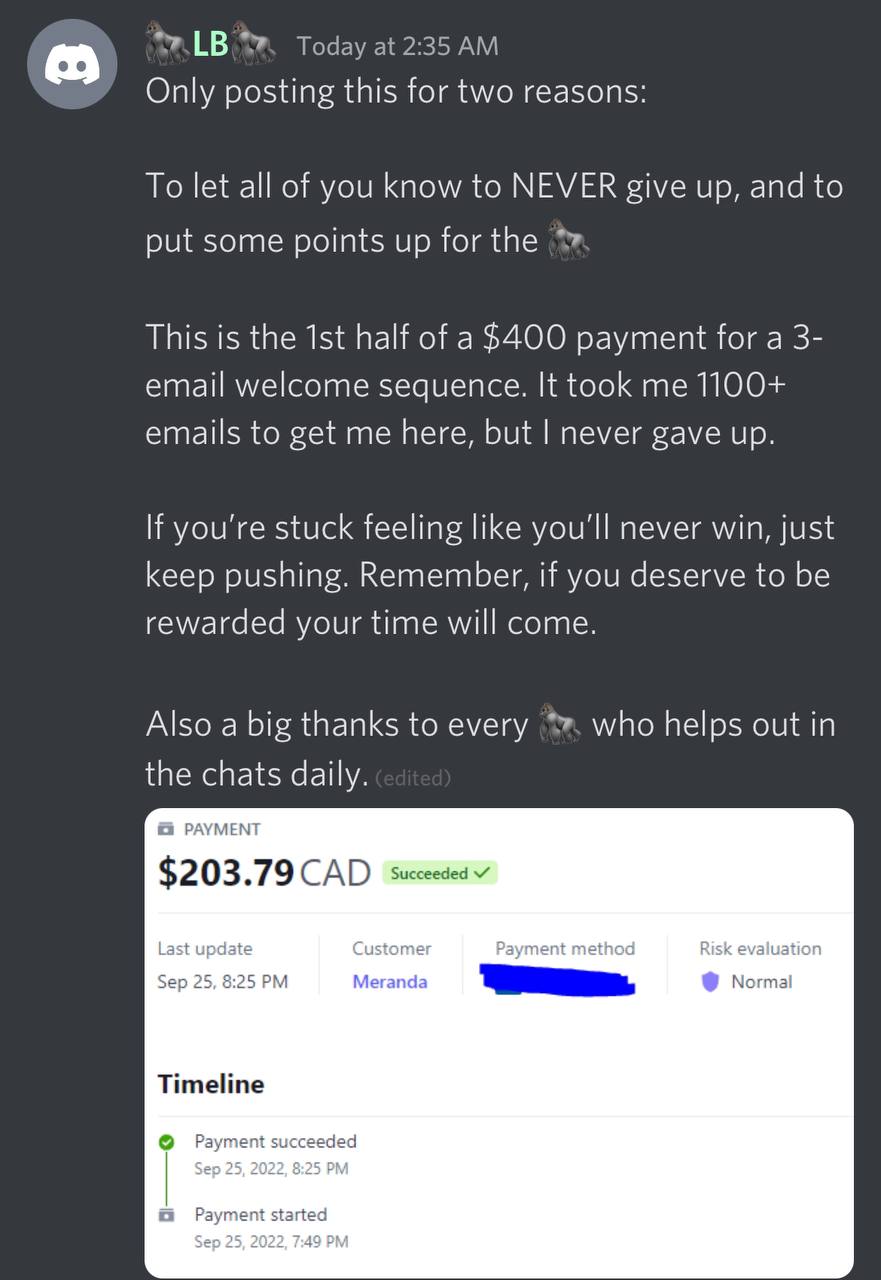 🦍LB🦍 Today at 2:35 AM
Only posting this for two reasons:
To let all of you know to NEVER give up, and to
put some points up for the 🦍
This is the 1st half of a $400 payment for a 3-
email welcome sequence. It took me 1100+
emails to get me here, but I never gave up.
If you’re stuck feeling like you’ll never win, just
keep pushing. Remember, if you deserve to be
rewarded your time will come.
Also a big thanks to every 🦍 who helps out in
the chats daily. (edited)
PAYMENT
$203.79 CAD Succeeded ✓
Last update Customer Payment method Risk evaluation
Sep 25, 8:25 PM Meranda Normal
Timeline
Payment succeeded
Sep 25, 2022, 8:25 PM
Payment started
Sep 25, 2022, 7:49 PM